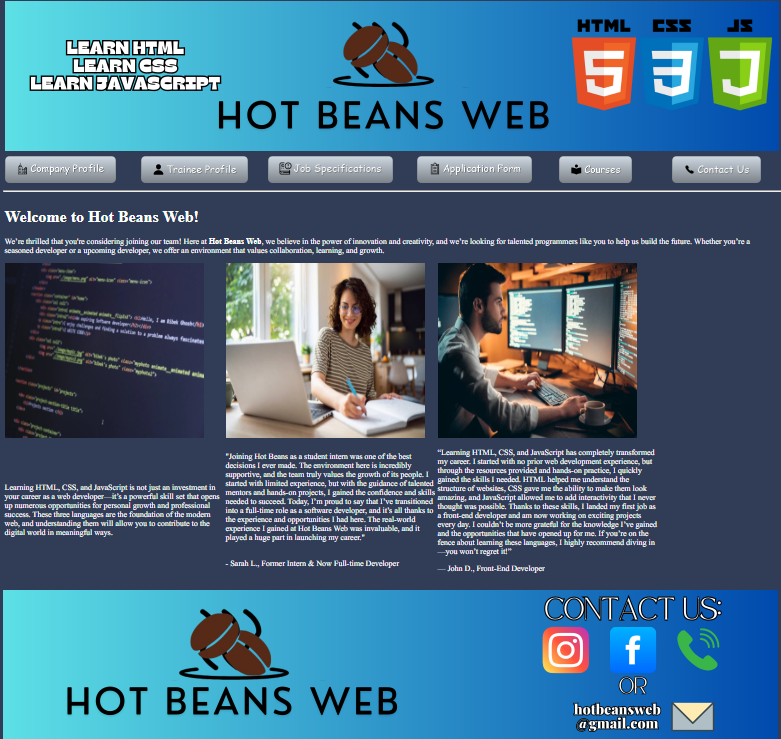 LEARN HTML
LEARN CSS
LEARN JAVASCRIPT
HOT BEANS WEB
HTML CSS JS
Company Profile
Trainee Profile
Job Specifications
Application Form
Courses
Contact Us
Welcome to Hot Beans Web!
We're thrilled that you're considering joining our team! Here at Hot Beans Web, we believe in the power of innovation and creativity, and we're looking for talented programmers like you to help us build the future. Whether you're a
seasoned developer or a upcoming developer, we offer an environment that values collaboration, learning, and growth.
Learning HTML, CSS, and JavaScript is not just an investment in
your career as a web developer—it's a powerful skill set that opens
up numerous opportunities for personal growth and professional
success. These three languages are the foundation of the modern
web, and understanding them will allow you to contribute to the
digital world in meaningful ways.
"Joining Hot Beans as a student intern was one of the best
decisions I ever made. The environment here is incredibly
supportive, and the team truly values the growth of its people. I
started with limited experience, but with the guidance of talented
mentors and hands-on projects, I gained the confidence and skills
needed to succeed. Today, I'm proud to say that I've transitioned
into a full-time role as a software developer, and it's all thanks to
the experience and opportunities I had here. The real-world
experience I gained at Hot Beans Web was invaluable, and it
played a huge part in launching my career."
- Sarah L., Former Intern & Now Full-time Developer
"Learning HTML, CSS, and JavaScript has completely transformed
my career. I started with no prior web development experience, but
through the resources provided and hands-on practice, I quickly
gained the skills I needed. HTML helped me understand the
structure of websites, CSS gave me the ability to make them look
amazing, and JavaScript allowed me to add interactivity that I never
thought was possible. Thanks to these skills, I landed my first job as
a front-end developer and am now working on exciting projects
every day. I couldn't be more grateful for the knowledge I've gained
and the opportunities that have opened up for me. If you're on the
fence about learning these languages, I highly recommend diving in
—you won't regret it!"
— John D., Front-End Developer
HOT BEANS WEB
CONTACT US:
OR
hotbeansweb
@gmail.com